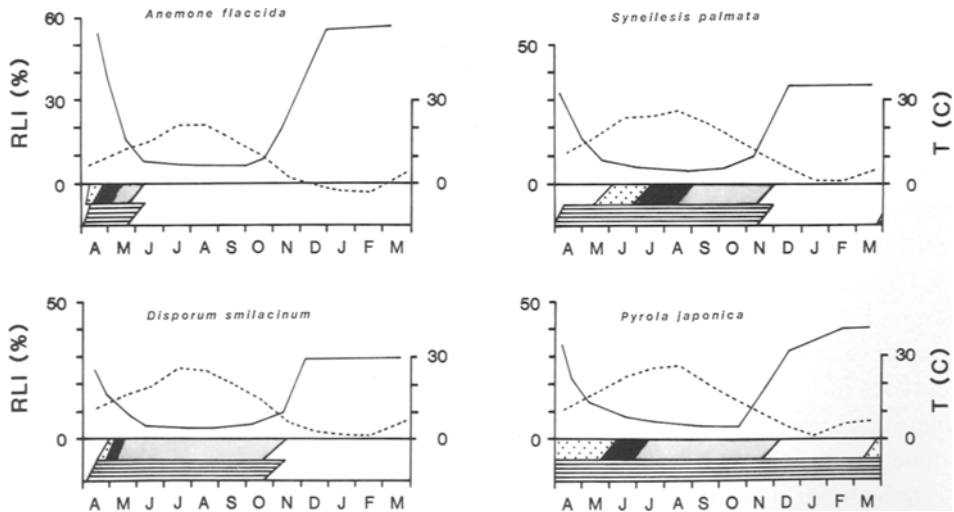 Anemone flaccida
60
30
0
RLI (%)
30
0
A M J J A S O N D J F M
Syneilesis palmata
50
0
30
0
T (C)
A M J J A S O N D J F M
Disporum smilacinum
50
0
RLI (%)
30
0
A M J J A S O N D J F M
Pyrola japonica
50
0
30
0
T (C)
A M J J A S O N D J F M